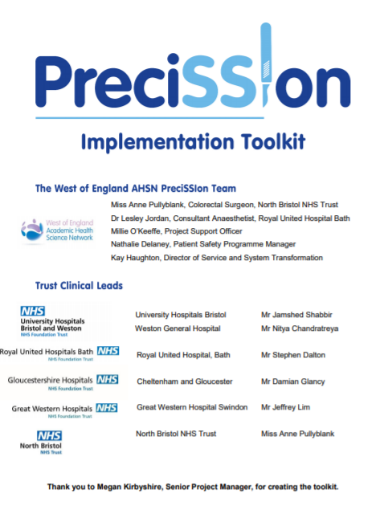 PreciSSIon
Implementation Toolkit
The West of England AHSN PreciSSIon Team
West of England
Academic Health
Science Network
Miss Anne Pullyblank, Colorectal Surgeon, North Bristol NHS Trust
Dr Lesley Jordan, Consultant Anaesthetist, Royal United Hospital Bath
Millie O'Keeffe, Project Support Officer
Nathalie Delaney, Patient Safety Programme Manager
Kay Haughton, Director of Service and System Transformation
Trust Clinical Leads
NHS
University Hospitals
Bristol and Weston
NHS Foundation Trust
University Hospitals Bristol Mr Jamshed Shabbir
Weston General Hospital Mr Nitya Chandratreya
Royal United Hospitals Bath NHS
NHS Foundation Trust
Royal United Hospital, Bath Mr Stephen Dalton
Gloucestershire Hospitals NHS
NHS Foundation Trust
Cheltenham and Gloucester Mr Damian Glancy
Great Western Hospitals NHS
NHS Foundation Trust
Great Western Hospital Swindon Mr Jeffrey Lim
NHS
North Bristol
NHS Trust
North Bristol NHS Trust Miss Anne Pullyblank
Thank you to Megan Kirbyshire, Senior Project Manager, for creating the toolkit.